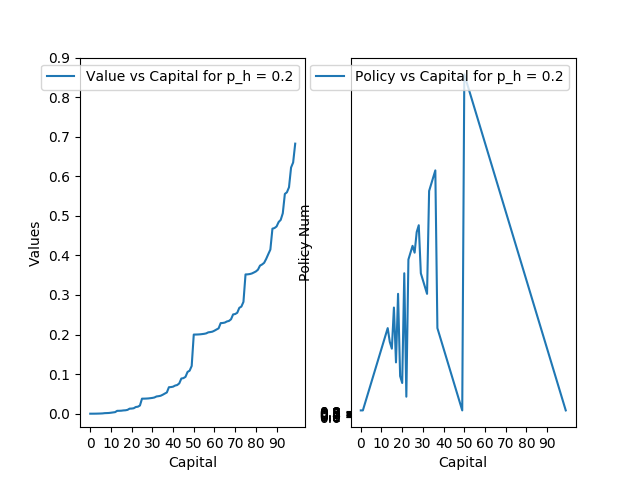 Value vs Capital for p_h = 0.2
0.9
0.8
0.7
0.6
0.5
0.4
0.3
0.2
0.1
0.0
Values
0 10 20 30 40 50 60 70 80 90
Capital
Policy vs Capital for p_h = 0.2
Policy Num
0 10 20 30 40 50 60 70 80 90
Capital